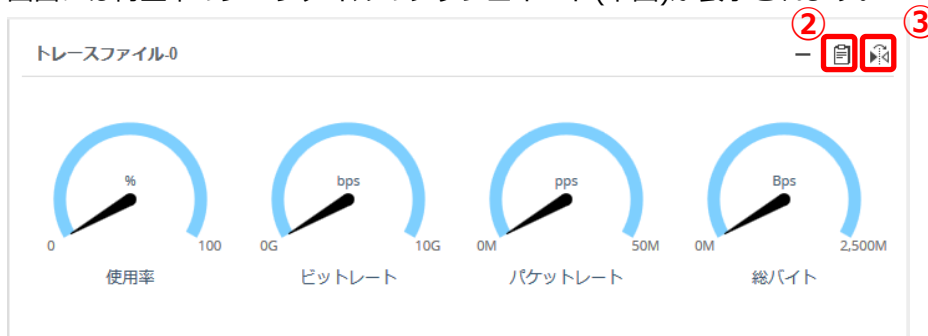 ②
③
トレースファイル-0
%
0
100
使用率
bps
0G
10G
ビットレート
pps
0M
50M
パケットレート
Bps
0M
2,500M
総バイト